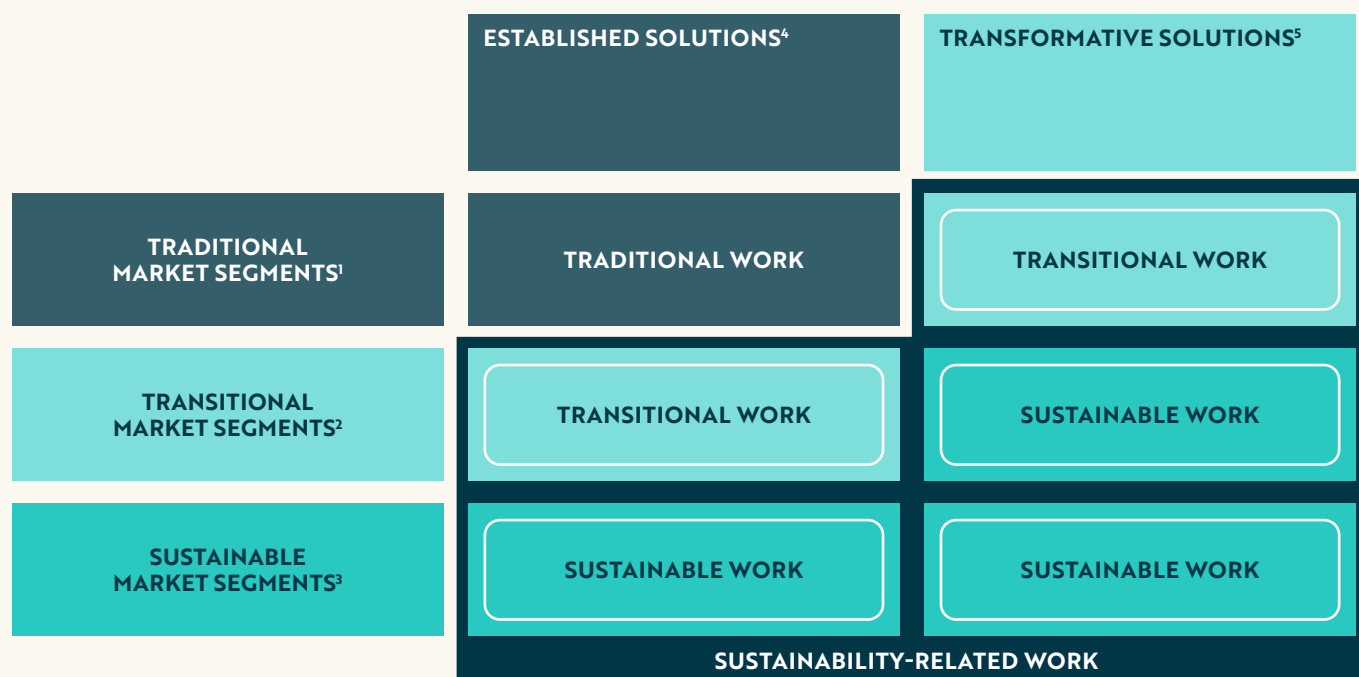 ESTABLISHED SOLUTIONS⁴
TRANSFORMATIVE SOLUTIONS⁵
TRADITIONAL
MARKET SEGMENTS¹
TRADITIONAL WORK
TRANSITIONAL WORK
TRANSITIONAL
MARKET SEGMENTS²
TRANSITIONAL WORK
SUSTAINABLE WORK
SUSTAINABLE
MARKET SEGMENTS³
SUSTAINABLE WORK
SUSTAINABLE WORK
SUSTAINABILITY-RELATED WORK